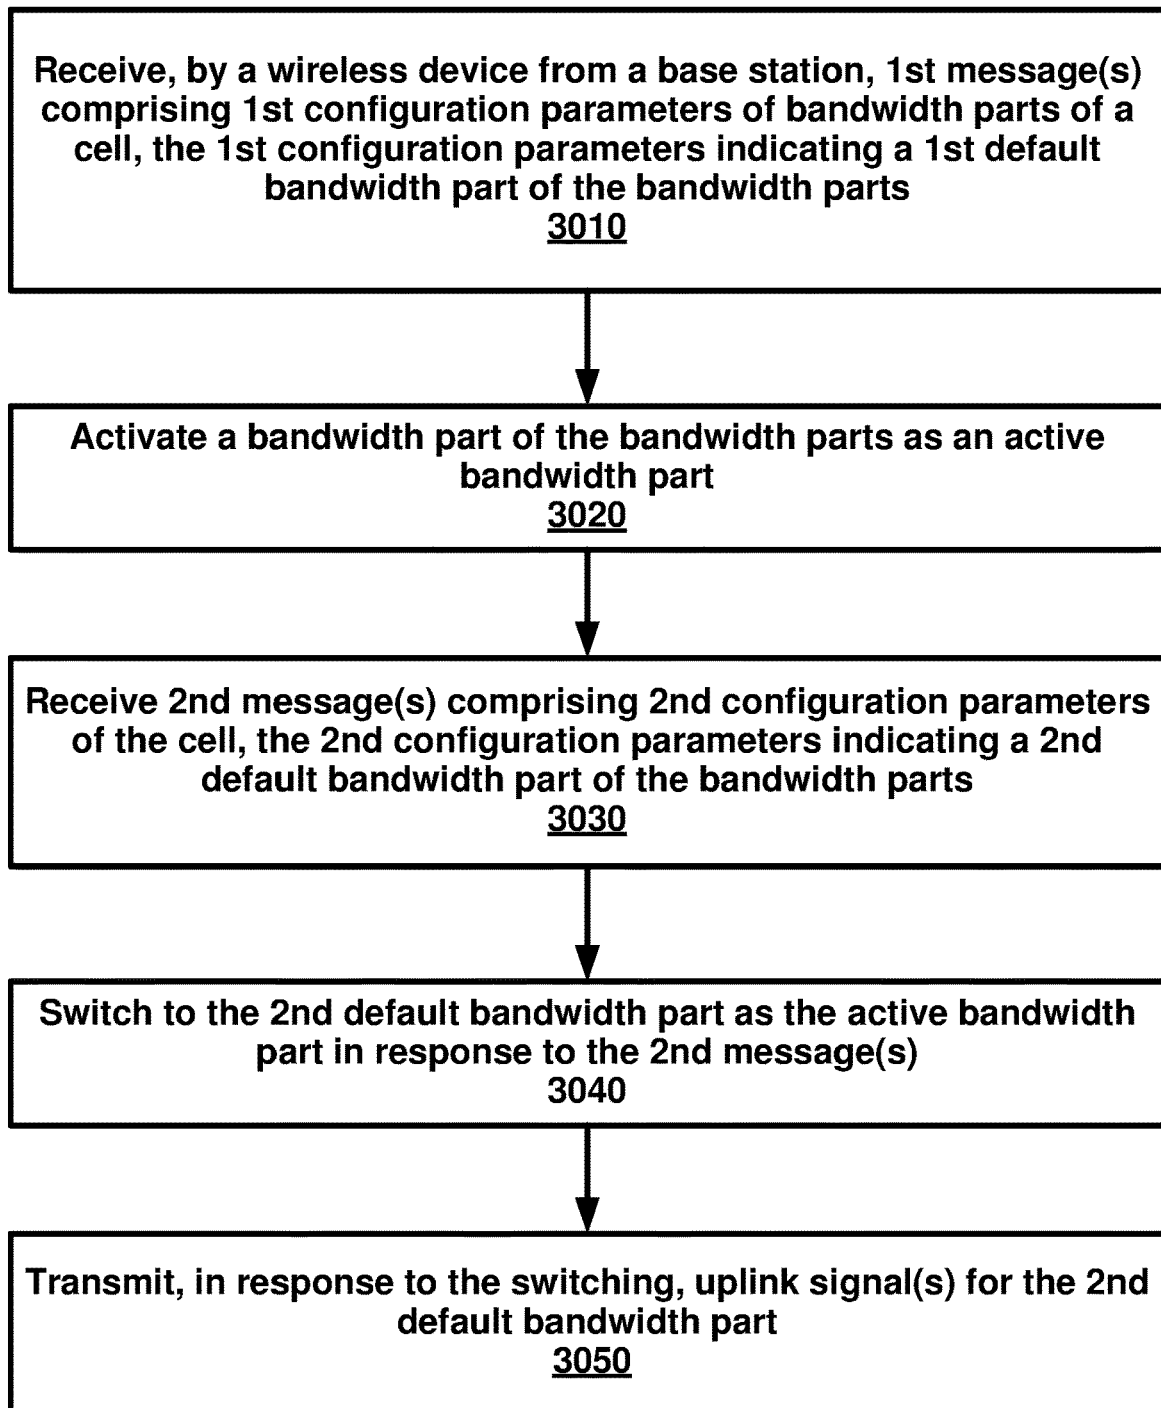 Receive, by a wireless device from a base station, 1st message(s)
comprising 1st configuration parameters of bandwidth parts of a
cell, the 1st configuration parameters indicating a 1st default
bandwidth part of the bandwidth parts
3010
Activate a bandwidth part of the bandwidth parts as an active
bandwidth part
3020
Receive 2nd message(s) comprising 2nd configuration parameters
of the cell, the 2nd configuration parameters indicating a 2nd
default bandwidth part of the bandwidth parts
3030
Switch to the 2nd default bandwidth part as the active bandwidth
part in response to the 2nd message(s)
3040
Transmit, in response to the switching, uplink signal(s) for the 2nd
default bandwidth part
3050